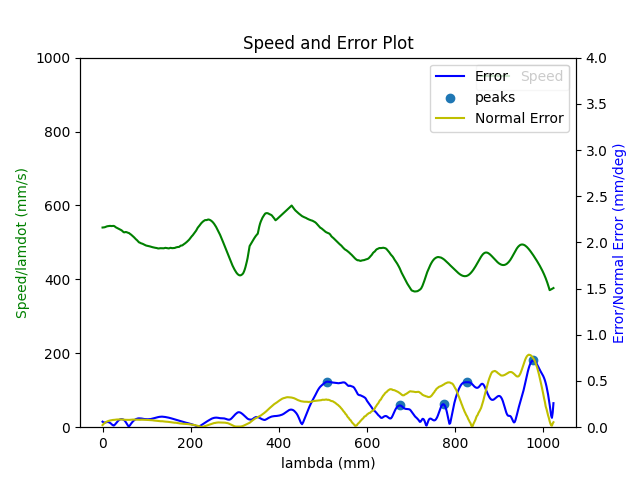 Speed and Error Plot
Error
Speed
peaks
Normal Error
1000
800
600
400
200
0
Speed/lamdot (mm/s)
4.0
3.5
3.0
2.5
2.0
1.5
1.0
0.5
0.0
Error/Normal Error (mm/deg)
0 200 400 600 800 1000
lambda (mm)